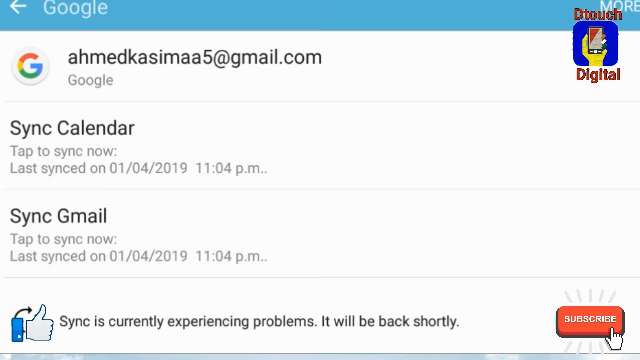 Google
MORE
Dtouch
Digital
ahmedkasimaa5@gmail.com
Google
Sync Calendar
Tap to sync now:
Last synced on 01/04/2019 11:04 p.m..
Sync Gmail
Tap to sync now:
Last synced on 01/04/2019 11:04 p.m..
Sync is currently experiencing problems. It will be back shortly.
SUBSCRIBE